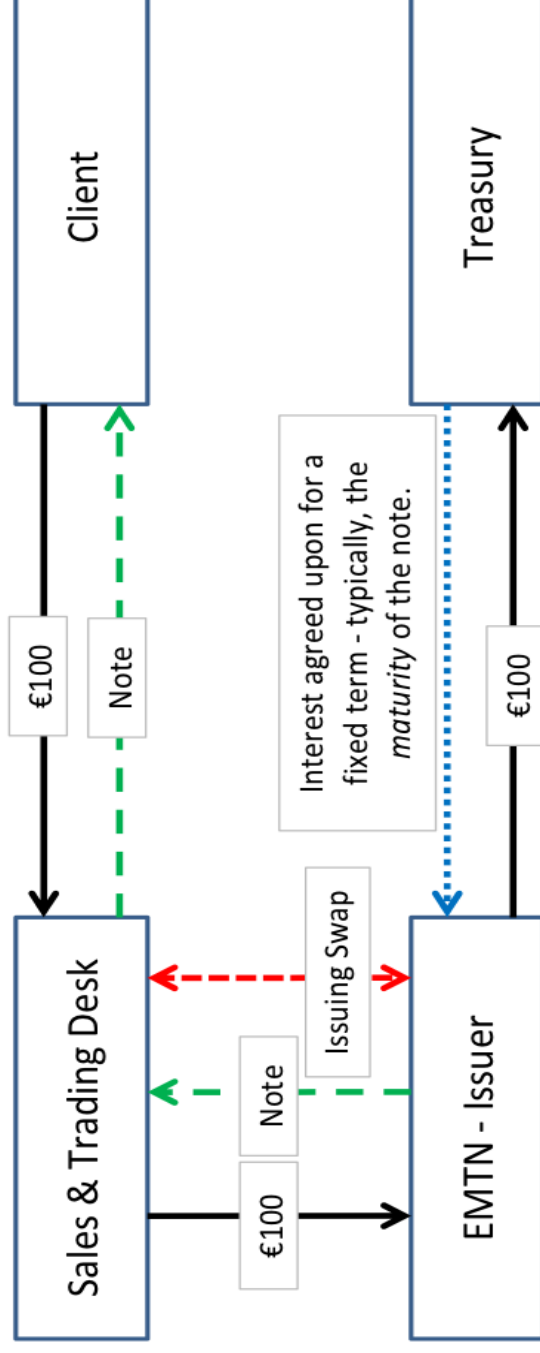 Sales & Trading Desk
€100
Note
Client
€100
Note
Issuing Swap
Interest agreed upon for a
fixed term - typically, the
maturity of the note.
EMTN - Issuer
€100
Treasury